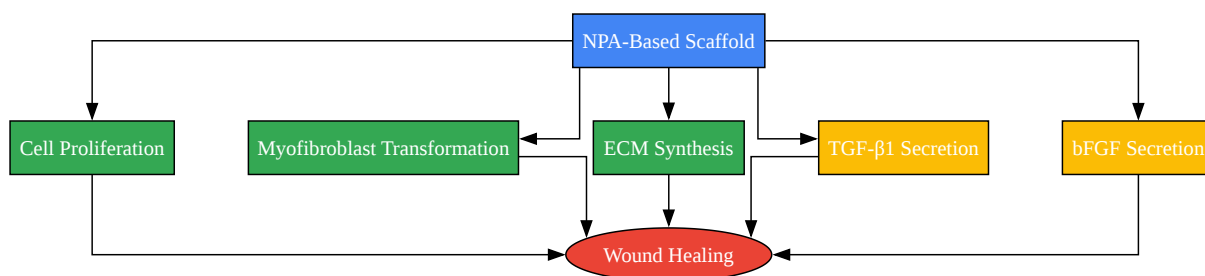 NPA-Based Scaffold
Cell Proliferation
Myofibroblast Transformation
ECM Synthesis
TGF-β1 Secretion
bFGF Secretion
Wound Healing